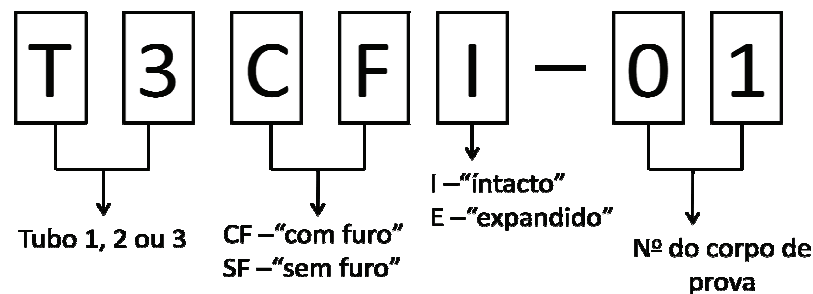 T 3 C F I – 0 1
Tubo 1, 2 ou 3
CF –“com furo”
SF –“sem furo”
I –“íntacto”
E –“expandido”
Nº do corpo de
prova